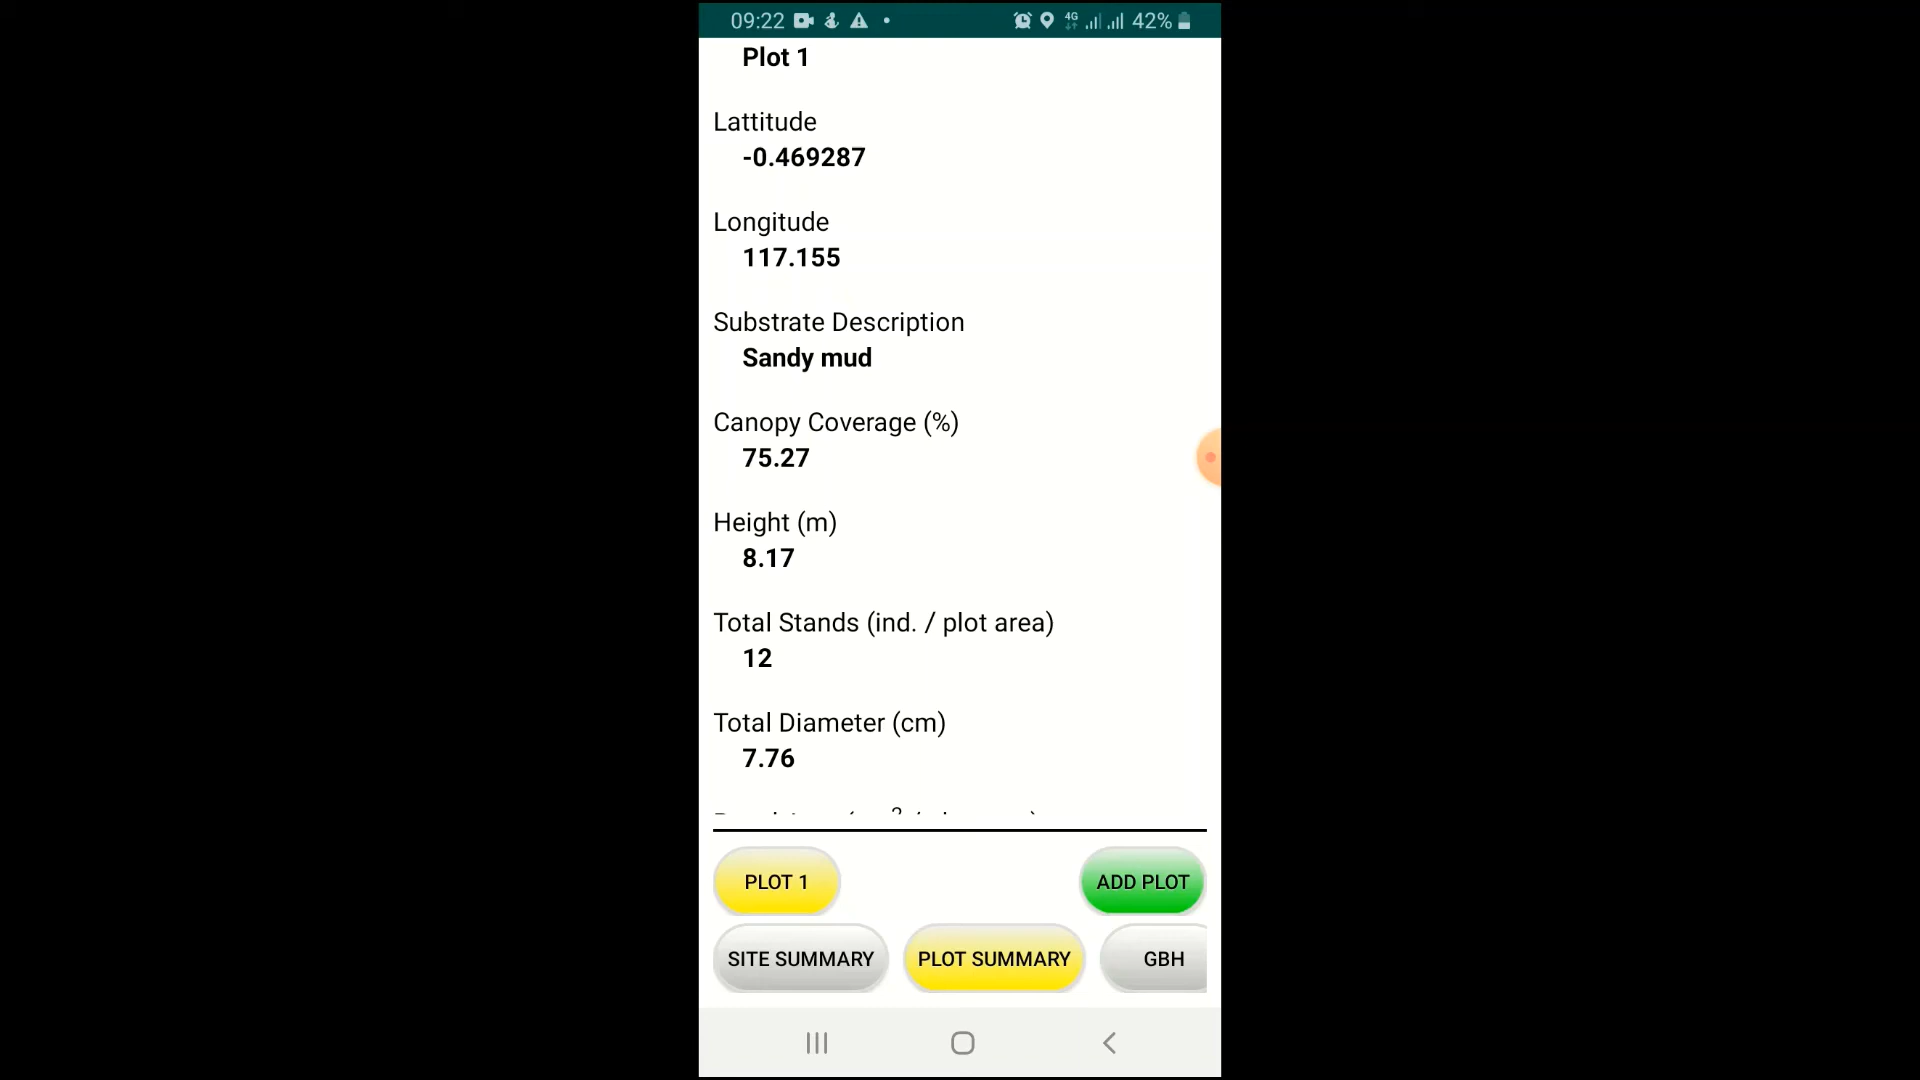 09:22 4G 42%
Plot 1
Lattitude
-0.469287
Longitude
117.155
Substrate Description
Sandy mud
Canopy Coverage (%)
75.27
Height (m)
8.17
Total Stands (ind. / plot area)
12
Total Diameter (cm)
7.76
PLOT 1 ADD PLOT
SITE SUMMARY PLOT SUMMARY GBH